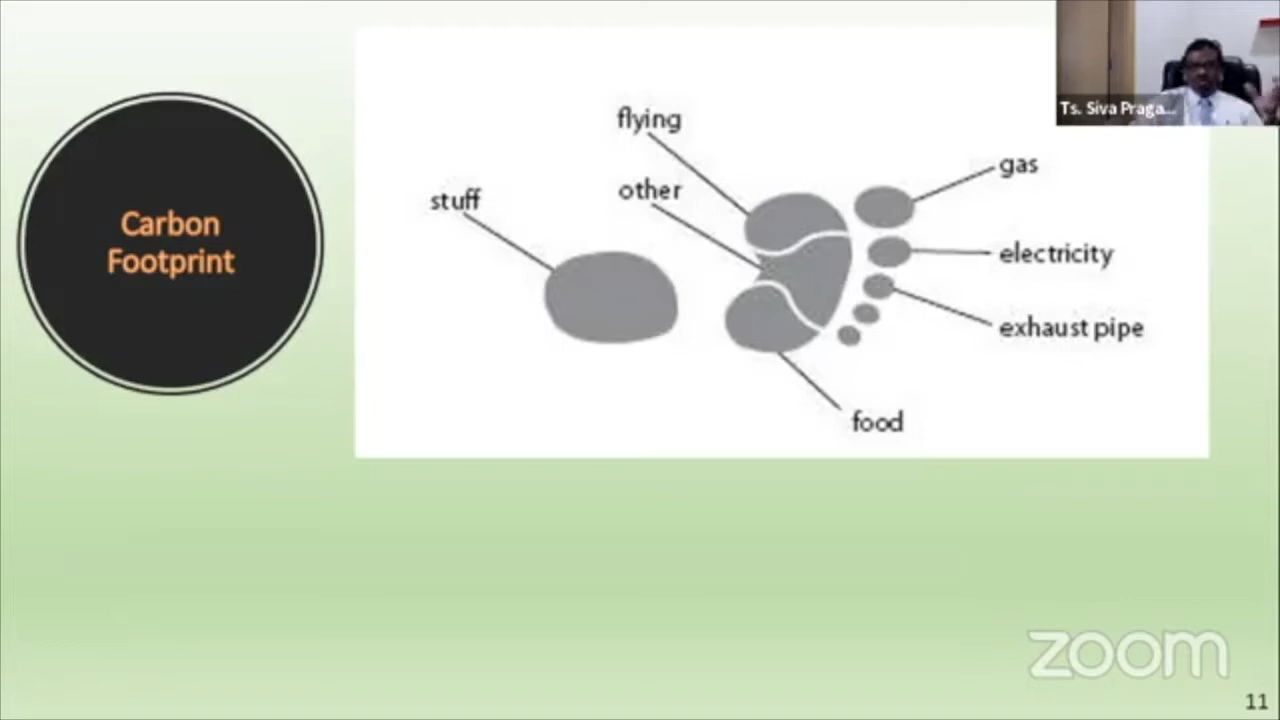 Carbon
Footprint
flying
other
stuff
gas
electricity
exhaust pipe
food
Ts. Siva Praga...
zoom
11